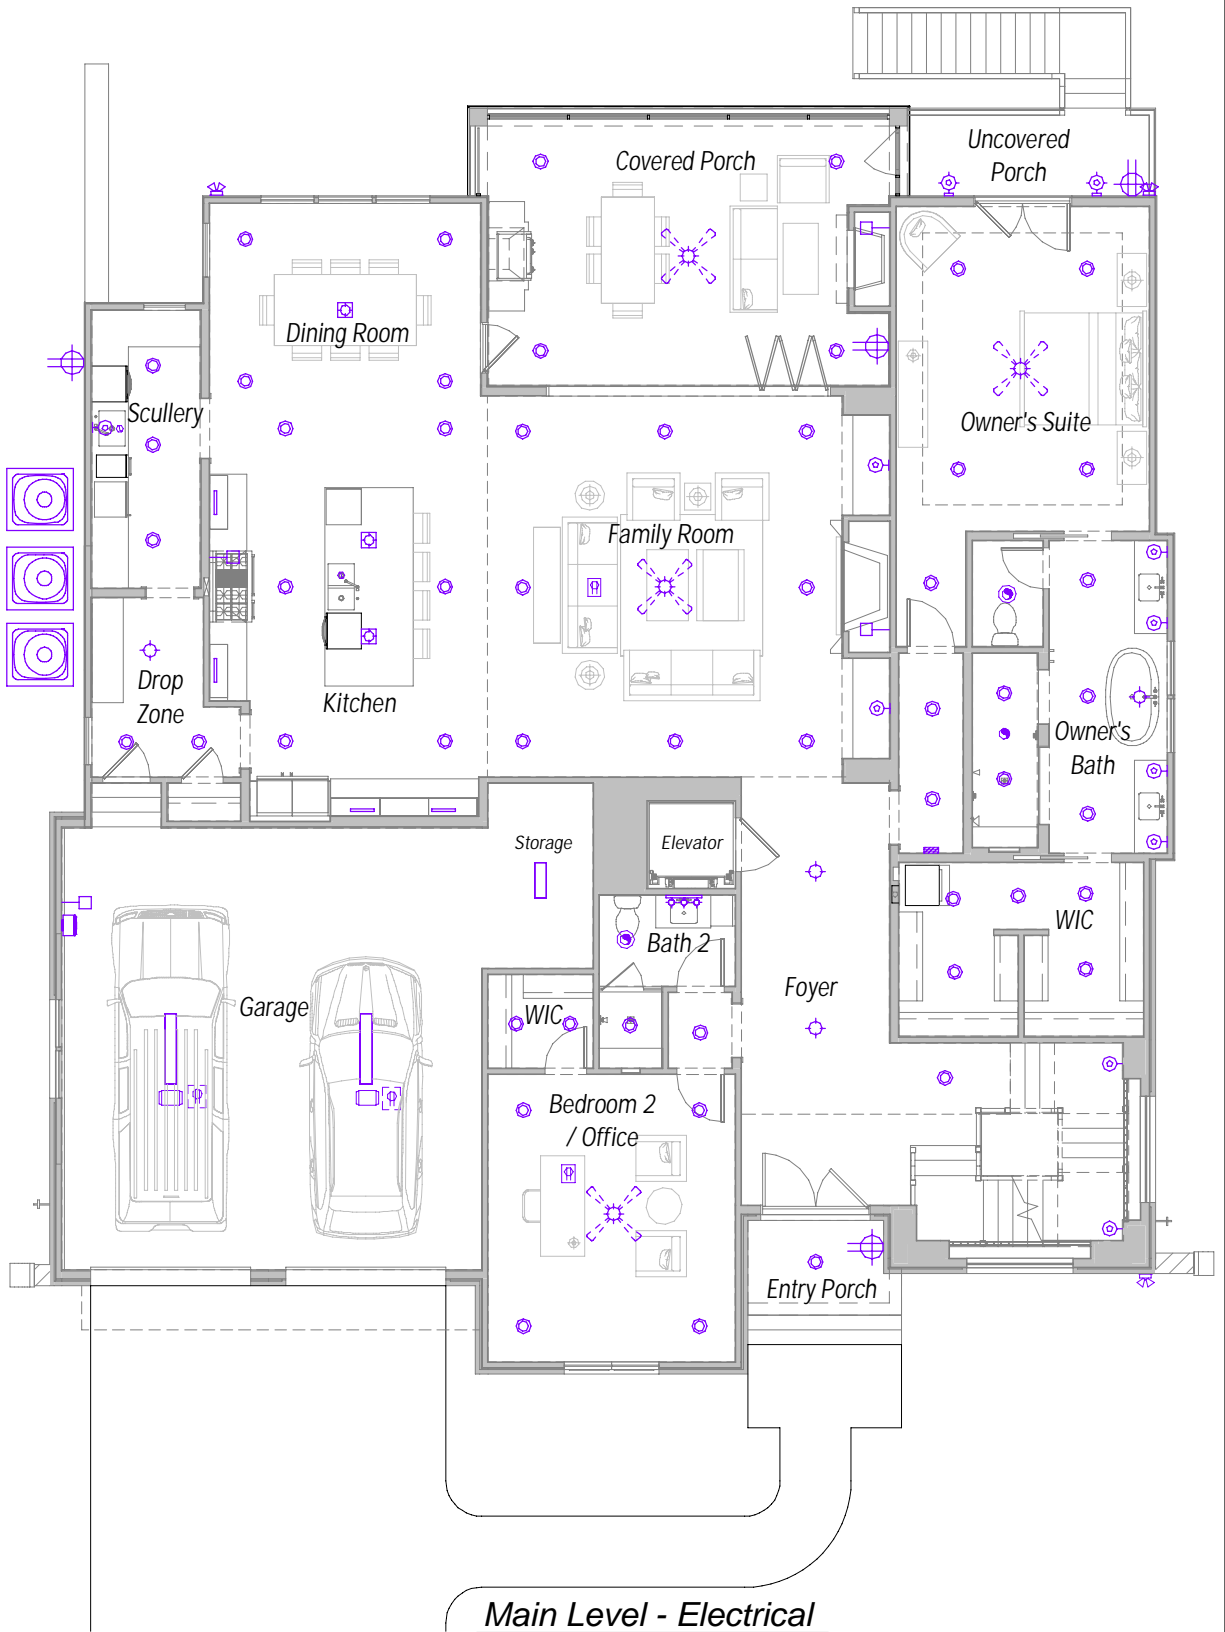 Uncovered
Porch
Covered Porch
Dining Room
Scullery
Owner's Suite
Family Room
Drop
Zone
Kitchen
Owner's
Bath
Storage
Elevator
WIC
Bath 2
Foyer
Garage
WIC
Bedroom 2
/ Office
Entry Porch
Main Level - Electrical